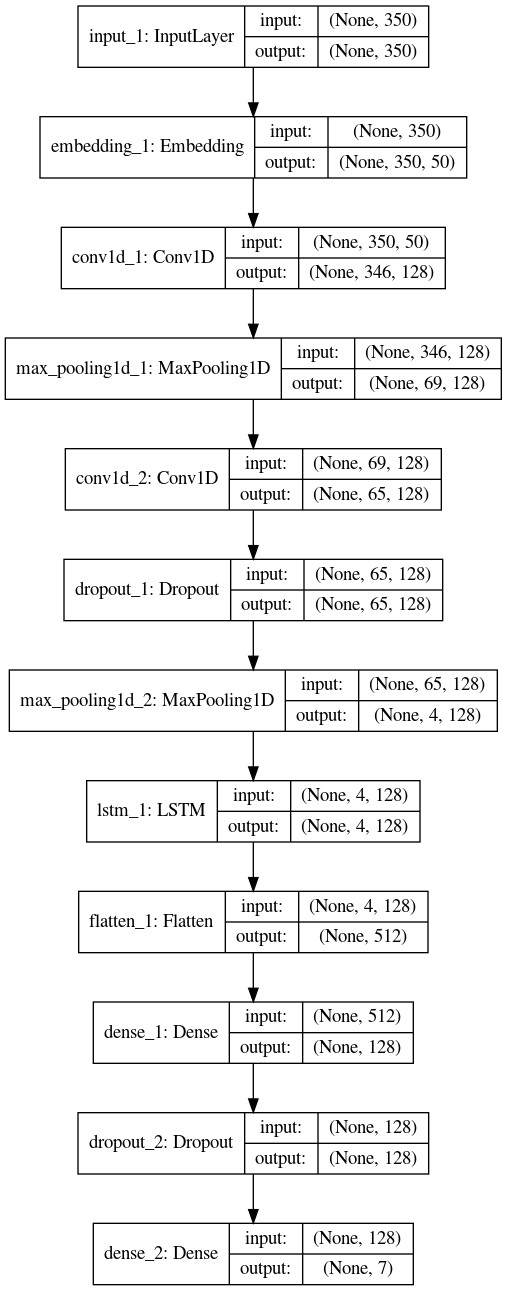 input_1: InputLayer
input: (None, 350)
output: (None, 350)
embedding_1: Embedding
input: (None, 350)
output: (None, 350, 50)
conv1d_1: Conv1D
input: (None, 350, 50)
output: (None, 346, 128)
max_pooling1d_1: MaxPooling1D
input: (None, 346, 128)
output: (None, 69, 128)
conv1d_2: Conv1D
input: (None, 69, 128)
output: (None, 65, 128)
dropout_1: Dropout
input: (None, 65, 128)
output: (None, 65, 128)
max_pooling1d_2: MaxPooling1D
input: (None, 65, 128)
output: (None, 4, 128)
lstm_1: LSTM
input: (None, 4, 128)
output: (None, 4, 128)
flatten_1: Flatten
input: (None, 4, 128)
output: (None, 512)
dense_1: Dense
input: (None, 512)
output: (None, 128)
dropout_2: Dropout
input: (None, 128)
output: (None, 128)
dense_2: Dense
input: (None, 128)
output: (None, 7)